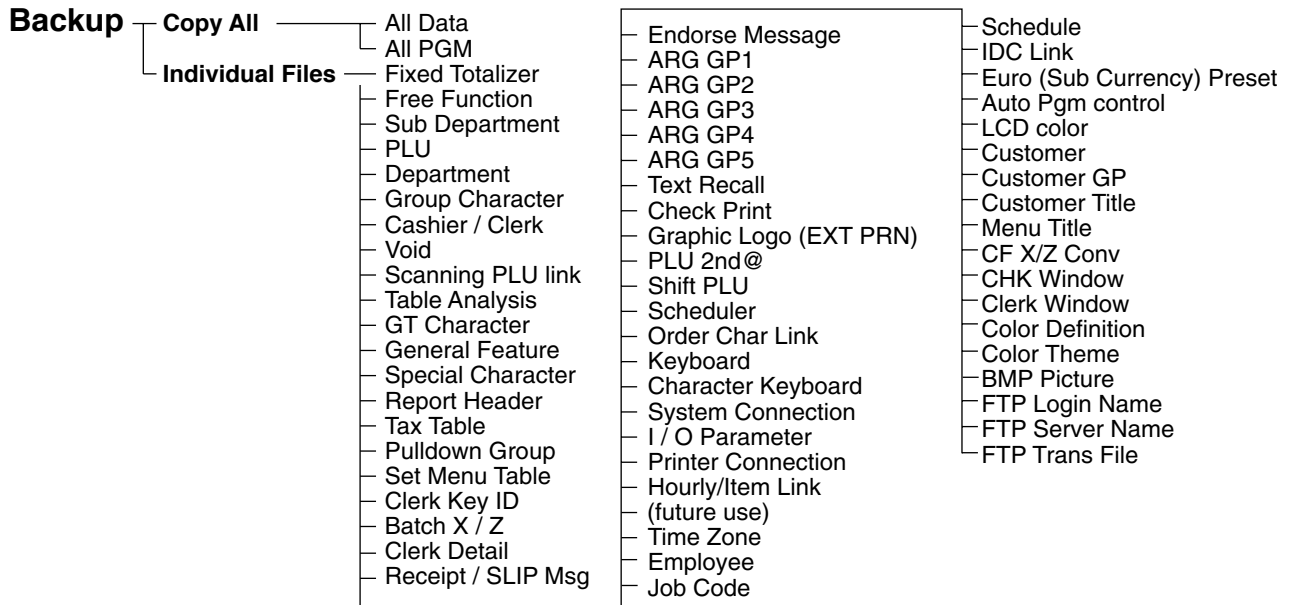 Backup
Copy All
All Data
All PGM
Individual Files
Fixed Totalizer
Free Function
Sub Department
PLU
Department
Group Character
Cashier / Clerk
Void
Scanning PLU link
Table Analysis
GT Character
General Feature
Special Character
Report Header
Tax Table
Pulldown Group
Set Menu Table
Clerk Key ID
Batch X / Z
Clerk Detail
Receipt / SLIP Msg
Endorse Message
ARG GP1
ARG GP2
ARG GP3
ARG GP4
ARG GP5
Text Recall
Check Print
Graphic Logo (EXT PRN)
PLU 2nd@
Shift PLU
Scheduler
Order Char Link
Keyboard
Character Keyboard
System Connection
I / O Parameter
Printer Connection
Hourly/Item Link
(future use)
Time Zone
Employee
Job Code
Schedule
IDC Link
Euro (Sub Currency) Preset
Auto Pgm control
LCD color
Customer
Customer GP
Customer Title
Menu Title
CF X/Z Conv
CHK Window
Clerk Window
Color Definition
Color Theme
BMP Picture
FTP Login Name
FTP Server Name
FTP Trans File